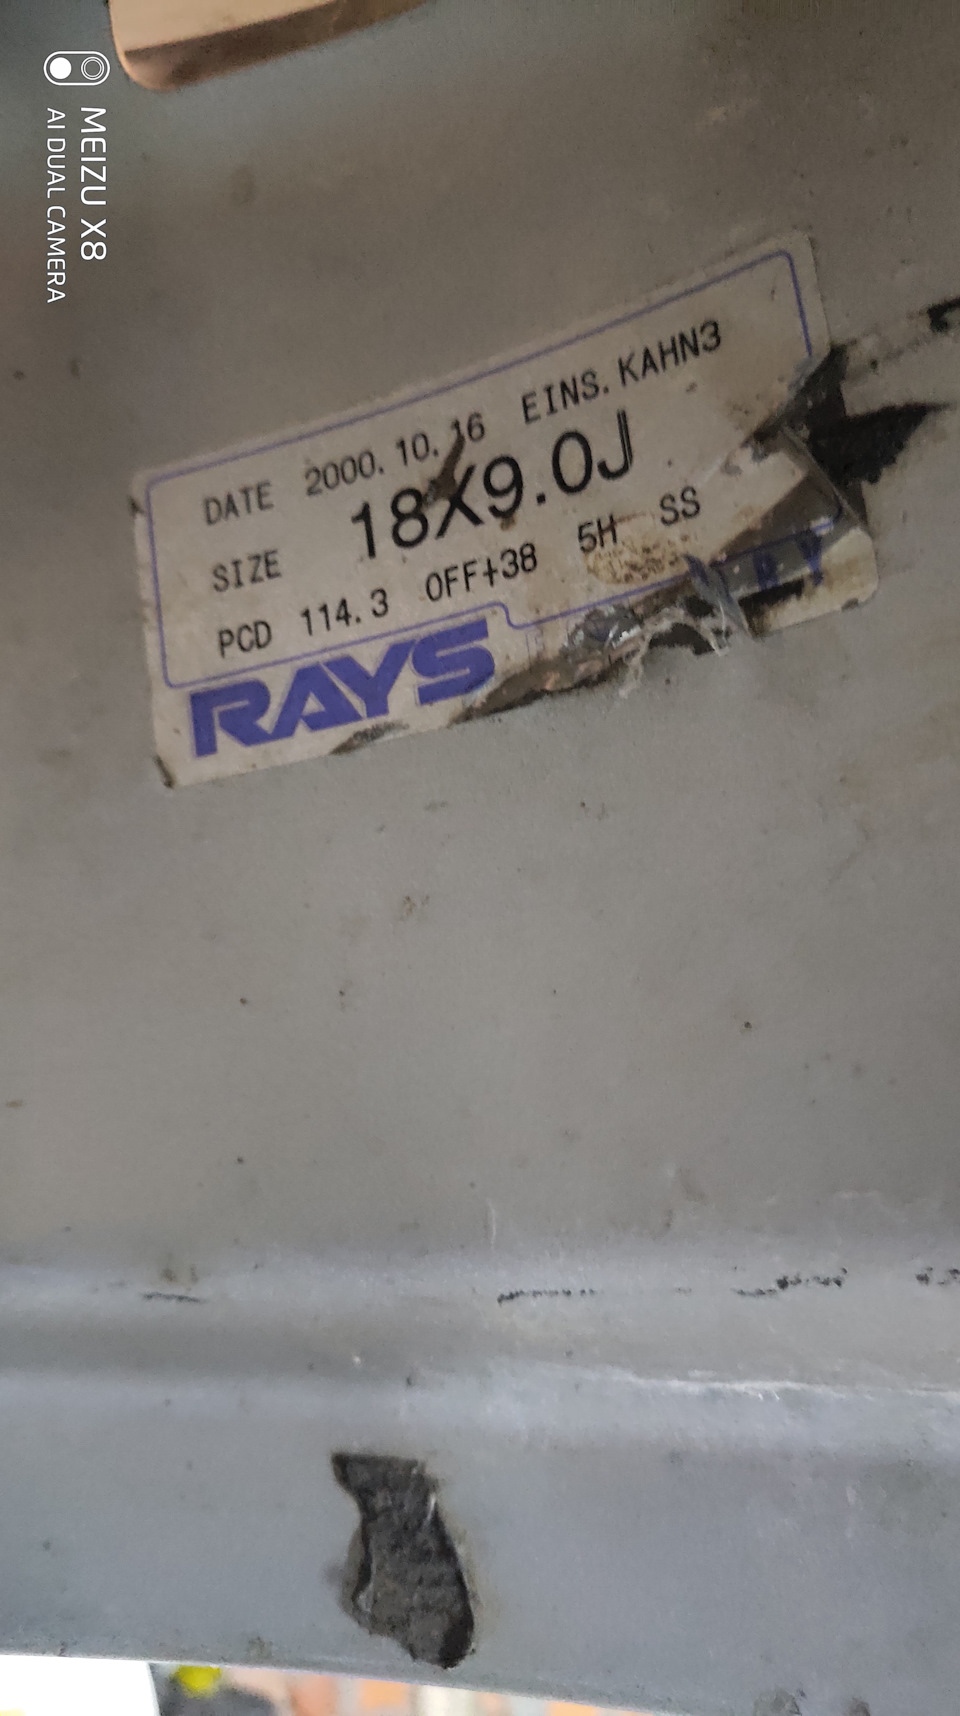 MEIZU X8
AI DUAL CAMERA
DATE 2000.10.16 EINS.KAHN3
SIZE 18X9.0J
PCD 114.3 OFF+38 5H SS
RAYS